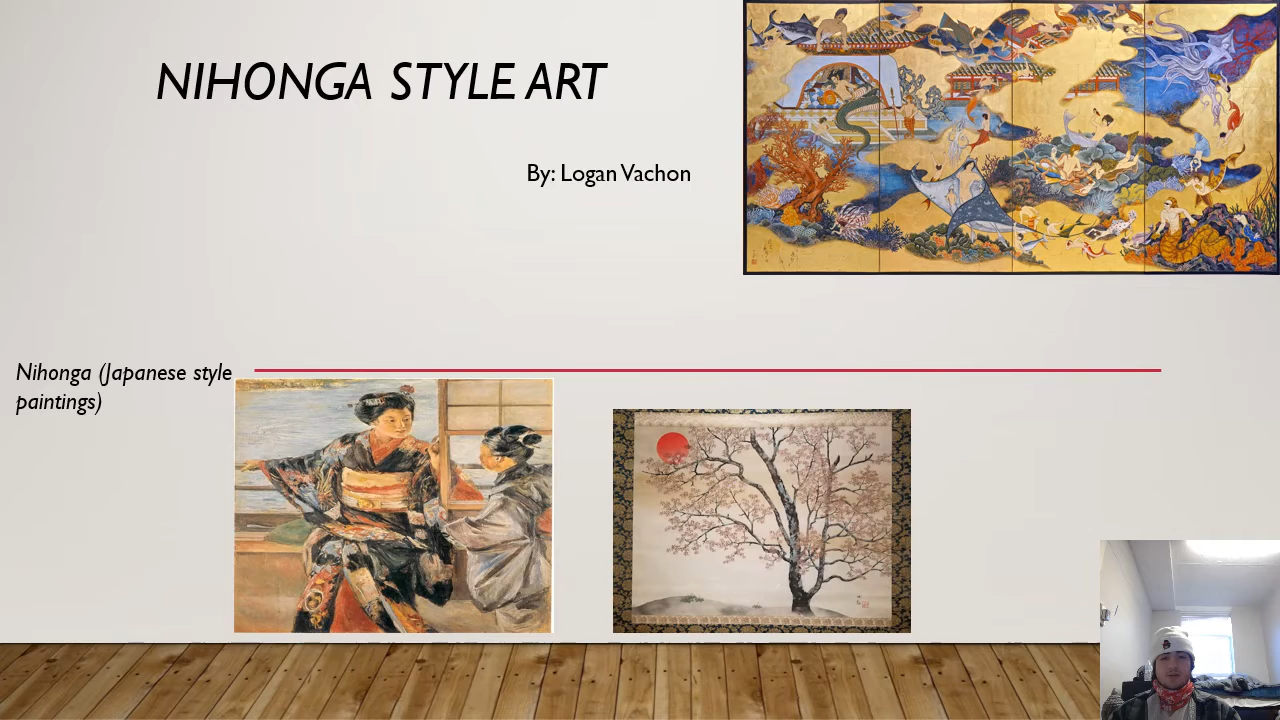 NIHONGA STYLE ART
By: Logan Vachon
Nihonga (Japanese style
paintings)